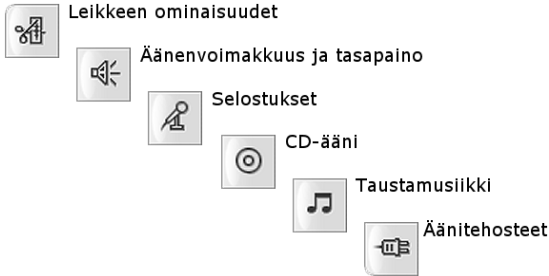 Leikkeen ominaisuudet
Äänenvoimakkuus ja tasapaino
Selostukset
CD-ääni
Taustamusiikki
Äänitehosteet